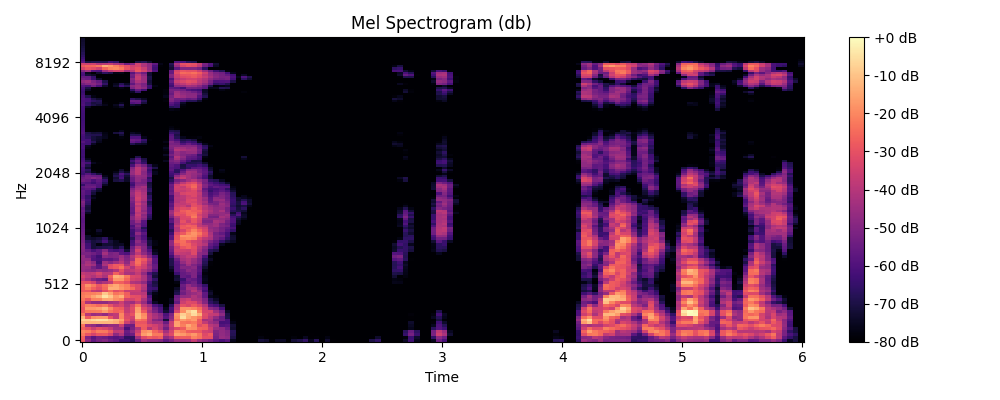 Mel Spectrogram (db)
Hz
8192
4096
2048
1024
512
0
0 1 2 3 4 5 6
Time
+0 dB
-10 dB
-20 dB
-30 dB
-40 dB
-50 dB
-60 dB
-70 dB
-80 dB